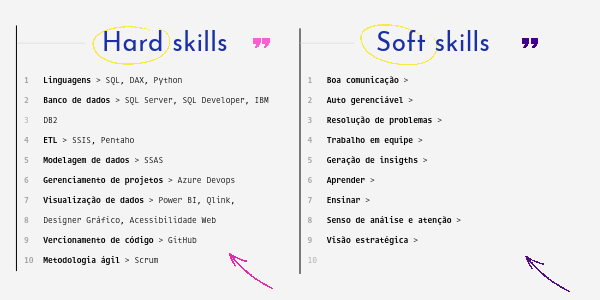 Hard skills
1 Linguagens > SQL, DAX, Python
2 Banco de dados > SQL Server, SQL Developer, IBM
3 DB2
4 ETL > SSIS, Pentaho
5 Modelagem de dados > SSAS
6 Gerenciamento de projetos > Azure Devops
7 Visualização de dados > Power BI, Qlink,
8 Designer Gráfico, Acessibilidade Web
9 Vercionamento de código > GitHub
10 Metodologia ágil > Scrum
Soft skills
1 Boa comunicação >
2 Auto gerenciável >
3 Resolução de problemas >
4 Trabalho em equipe >
5 Geração de insigths >
6 Aprender >
7 Ensinar >
8 Senso de análise e atenção >
9 Visão estratégica >
10